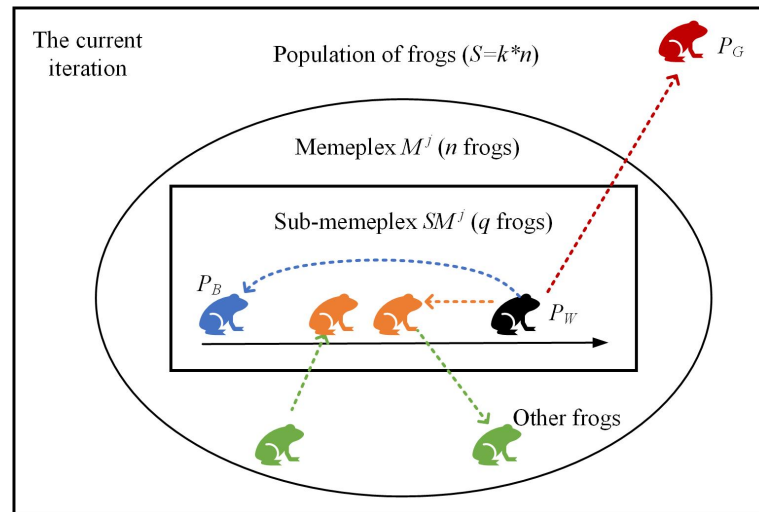 The current
iteration
Population of frogs (S=k*n)
P_G
Memeplex M^j (n frogs)
Sub-memeplex SM^j (q frogs)
P_B
P_W
Other frogs